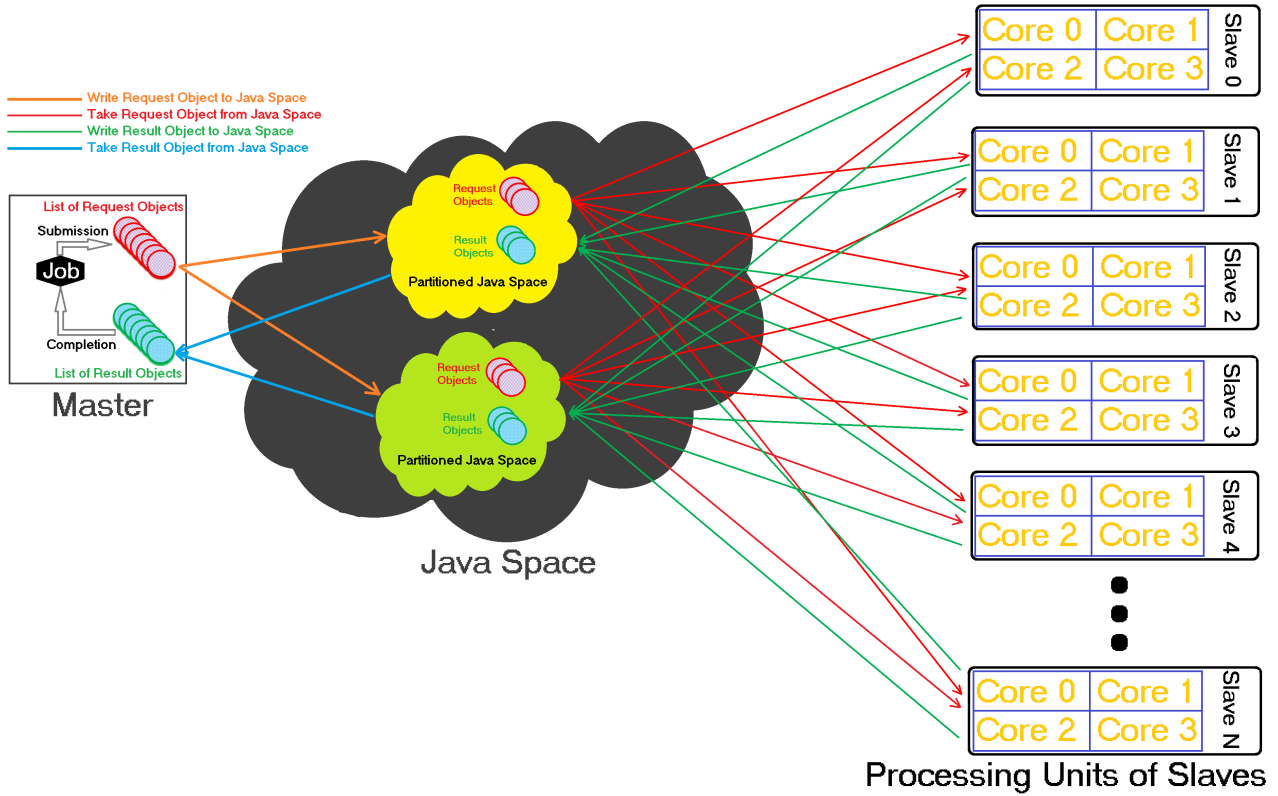 Write Request Object to Java Space
Take Request Object from Java Space
Write Result Object to Java Space
Take Result Object from Java Space
List of Request Objects
Submission
Job
Completion
List of Result Objects
Master
Request
Objects
Result
Objects
Partitioned Java Space
Request
Objects
Result
Objects
Partitioned Java Space
Java Space
Core 0 Core 1
Core 2 Core 3
Slave 0
Core 0 Core 1
Core 2 Core 3
Slave 1
Core 0 Core 1
Core 2 Core 3
Slave 2
Core 0 Core 1
Core 2 Core 3
Slave 3
Core 0 Core 1
Core 2 Core 3
Slave 4
Core 0 Core 1
Core 2 Core 3
Slave N
Processing Units of Slaves